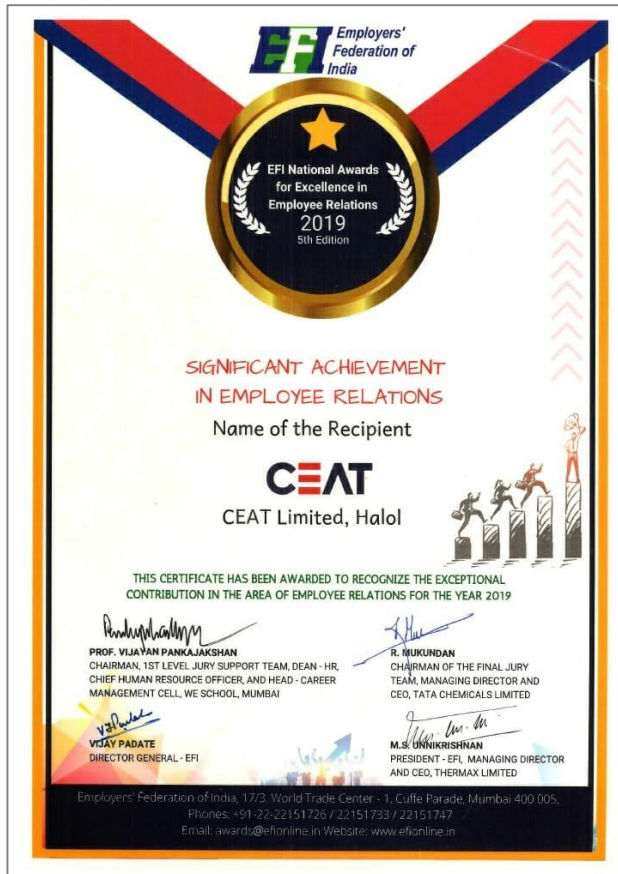 EFI Employers'
Federation of
India
EFI National Awards
for Excellence in
Employee Relations
2019
5th Edition
SIGNIFICANT ACHIEVEMENT
IN EMPLOYEE RELATIONS
Name of the Recipient
CEAT
CEAT Limited, Halol
THIS CERTIFICATE HAS BEEN AWARDED TO RECOGNIZE THE EXCEPTIONAL
CONTRIBUTION IN THE AREA OF EMPLOYEE RELATIONS FOR THE YEAR 2019
PROF. VIJAYAN PANKAJAKSHAN
CHAIRMAN, 1ST LEVEL JURY SUPPORT TEAM, DEAN - HR,
CHIEF HUMAN RESOURCE OFFICER, AND HEAD - CAREER
MANAGEMENT CELL, WE SCHOOL, MUMBAI
R. MUKUNDAN
CHAIRMAN OF THE FINAL JURY
TEAM, MANAGING DIRECTOR AND
CEO, TATA CHEMICALS LIMITED
VIJAY PADATE
DIRECTOR GENERAL - EFI
M.S. UNNIKRISHNAN
PRESIDENT - EFI, MANAGING DIRECTOR
AND CEO, THERMAX LIMITED
Employers' Federation of India, 17/3, World Trade Center - 1, Cuffe Parade, Mumbai 400 005.
Phones: +91-22-22151726 / 22151733 / 22151747
Email: awards@efionline.in Website: www.efionline.in